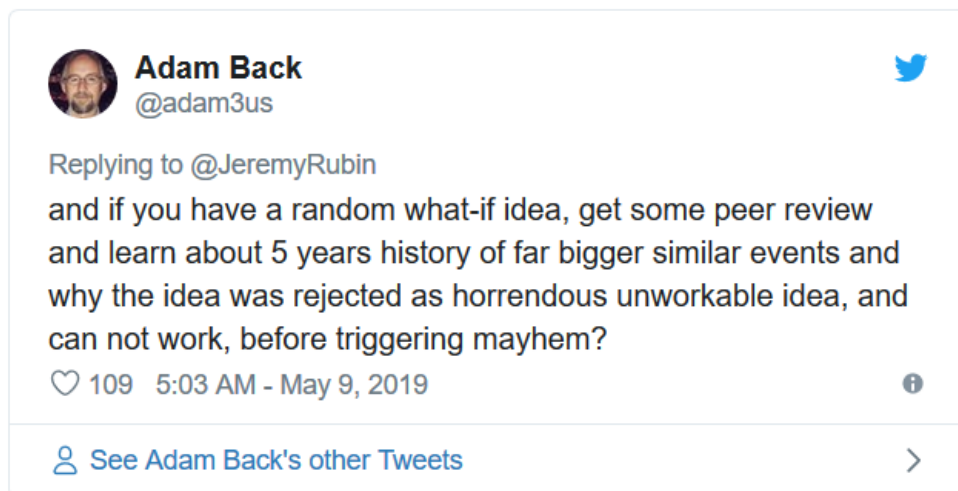 Adam Back
@adam3us
Replying to @JeremyRubin
and if you have a random what-if idea, get some peer review
and learn about 5 years history of far bigger similar events and
why the idea was rejected as horrendous unworkable idea, and
can not work, before triggering mayhem?
109 5:03 AM - May 9, 2019
See Adam Back's other Tweets